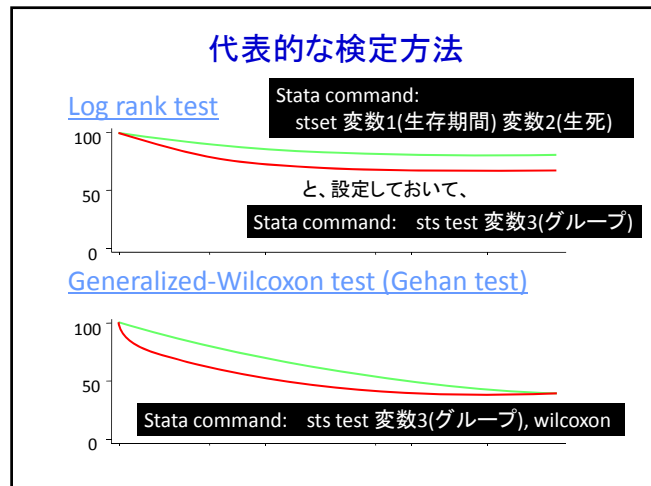 代表的な検定方法
Log rank test
Stata command:
stset 変数1(生存期間) 変数2(生死)
100
50
0
と、設定しておいて、
Stata command: sts test 変数3(グループ)
Generalized-Wilcoxon test (Gehan test)
100
50
0
Stata command: sts test 変数3(グループ), wilcoxon